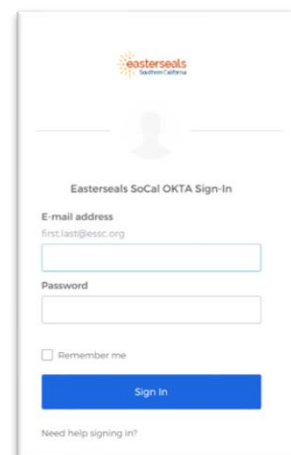 easterseals
Southern California
Easterseals SoCal OKTA Sign-In
E-mail address
first.last@essc.org
Password
Remember me
Sign In
Need help signing in?